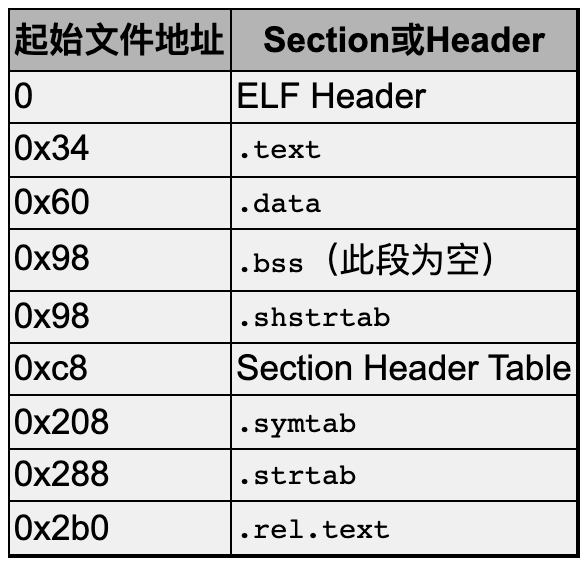 起始文件地址 Section或Header
0 ELF Header
0x34 .text
0x60 .data
0x98 .bss（此段为空）
0x98 .shstrtab
0xc8 Section Header Table
0x208 .symtab
0x288 .strtab
0x2b0 .rel.text